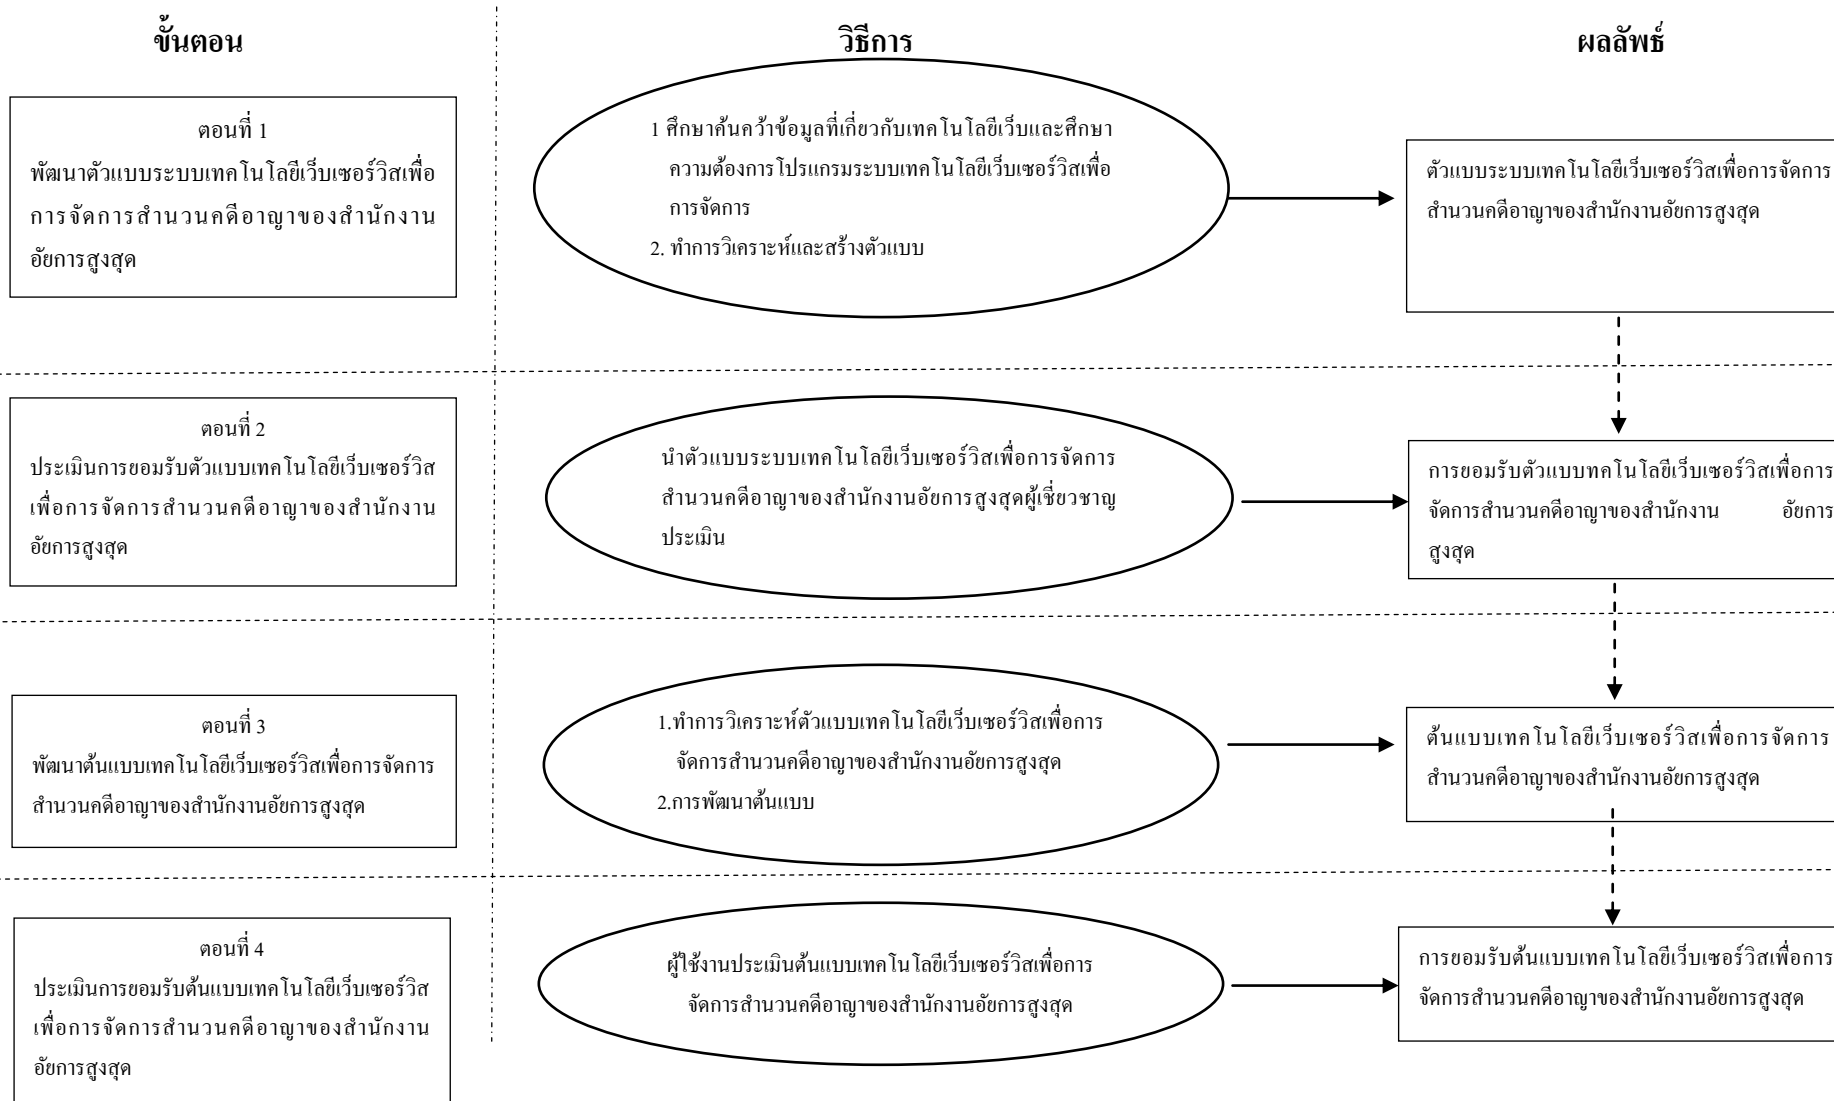 ขั้นตอน
วิธีการ
ผลลัพธ์
ตอนที่ 1
พัฒนาตัวแบบระบบเทคโนโลยีเว็บเซอร์วิสเพื่อ
การจัดการสำนวนคดีอาญาของสำนักงาน
อัยการสูงสุด
1 ศึกษาค้นคว้าข้อมูลที่เกี่ยวกับเทคโนโลยีเว็บและศึกษา
ความต้องการโปรแกรมระบบเทคโนโลยีเว็บเซอร์วิสเพื่อ
การจัดการ
2. ทำการวิเคราะห์และสร้างตัวแบบ
ตัวแบบระบบเทคโนโลยีเว็บเซอร์วิสเพื่อการจัดการ
สำนวนคดีอาญาของสำนักงานอัยการสูงสุด
ตอนที่ 2
ประเมินการยอมรับตัวแบบเทคโนโลยีเว็บเซอร์วิส
เพื่อการจัดการสำนวนคดีอาญาของสำนักงาน
อัยการสูงสุด
นำตัวแบบระบบเทคโนโลยีเว็บเซอร์วิสเพื่อการจัดการ
สำนวนคดีอาญาของสำนักงานอัยการสูงสุดผู้เชี่ยวชาญ
ประเมิน
การยอมรับตัวแบบทคโนโลยีเว็บเซอร์วิสเพื่อการ
จัดการสำนวนคดีอาญาของสำนักงาน อัยการ
สูงสุด
ตอนที่ 3
พัฒนาต้นแบบเทคโนโลยีเว็บเซอร์วิสเพื่อการจัดการ
สำนวนคดีอาญาของสำนักงานอัยการสูงสุด
1.ทำการวิเคราะห์ตัวแบบเทคโนโลยีเว็บเซอร์วิสเพื่อการ
จัดการสำนวนคดีอาญาของสำนักงานอัยการสูงสุด
2.การพัฒนาต้นแบบ
ต้นแบบเทคโนโลยีเว็บเซอร์วิสเพื่อการจัดการ
สำนวนคดีอาญาของสำนักงานอัยการสูงสุด
ตอนที่ 4
ประเมินการยอมรับต้นแบบเทคโนโลยีเว็บเซอร์วิส
เพื่อการจัดการสำนวนคดีอาญาของสำนักงาน
อัยการสูงสุด
ผู้ใช้งานประเมินต้นแบบเทคโนโลยีเว็บเซอร์วิสเพื่อการ
จัดการสำนวนคดีอาญาของสำนักงานอัยการสูงสุด
การยอมรับต้นแบบเทคโนโลยีเว็บเซอร์วิสเพื่อการ
จัดการสำนวนคดีอาญาของสำนักงานอัยการสูงสุด